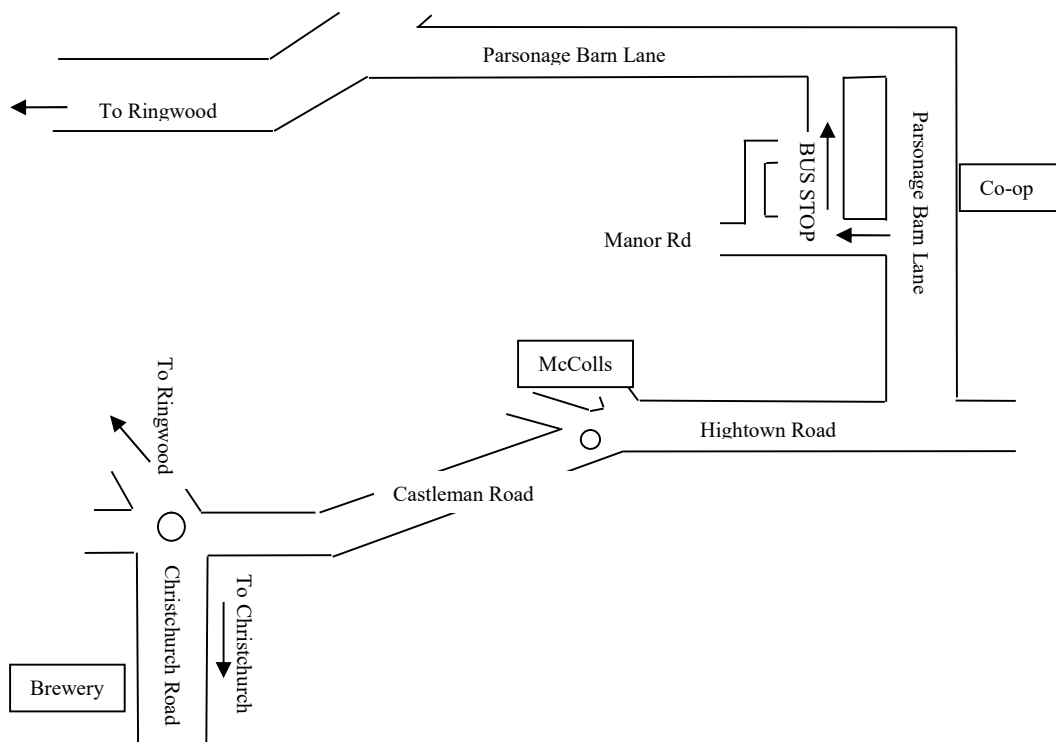 Parsonage Barn Lane
To Ringwood
BUS STOP
Parsonage Barn Lane
Co-op
Manor Rd
McColls
To Ringwood
Hightown Road
Castleman Road
Christchurch Road
To Christchurch
Brewery